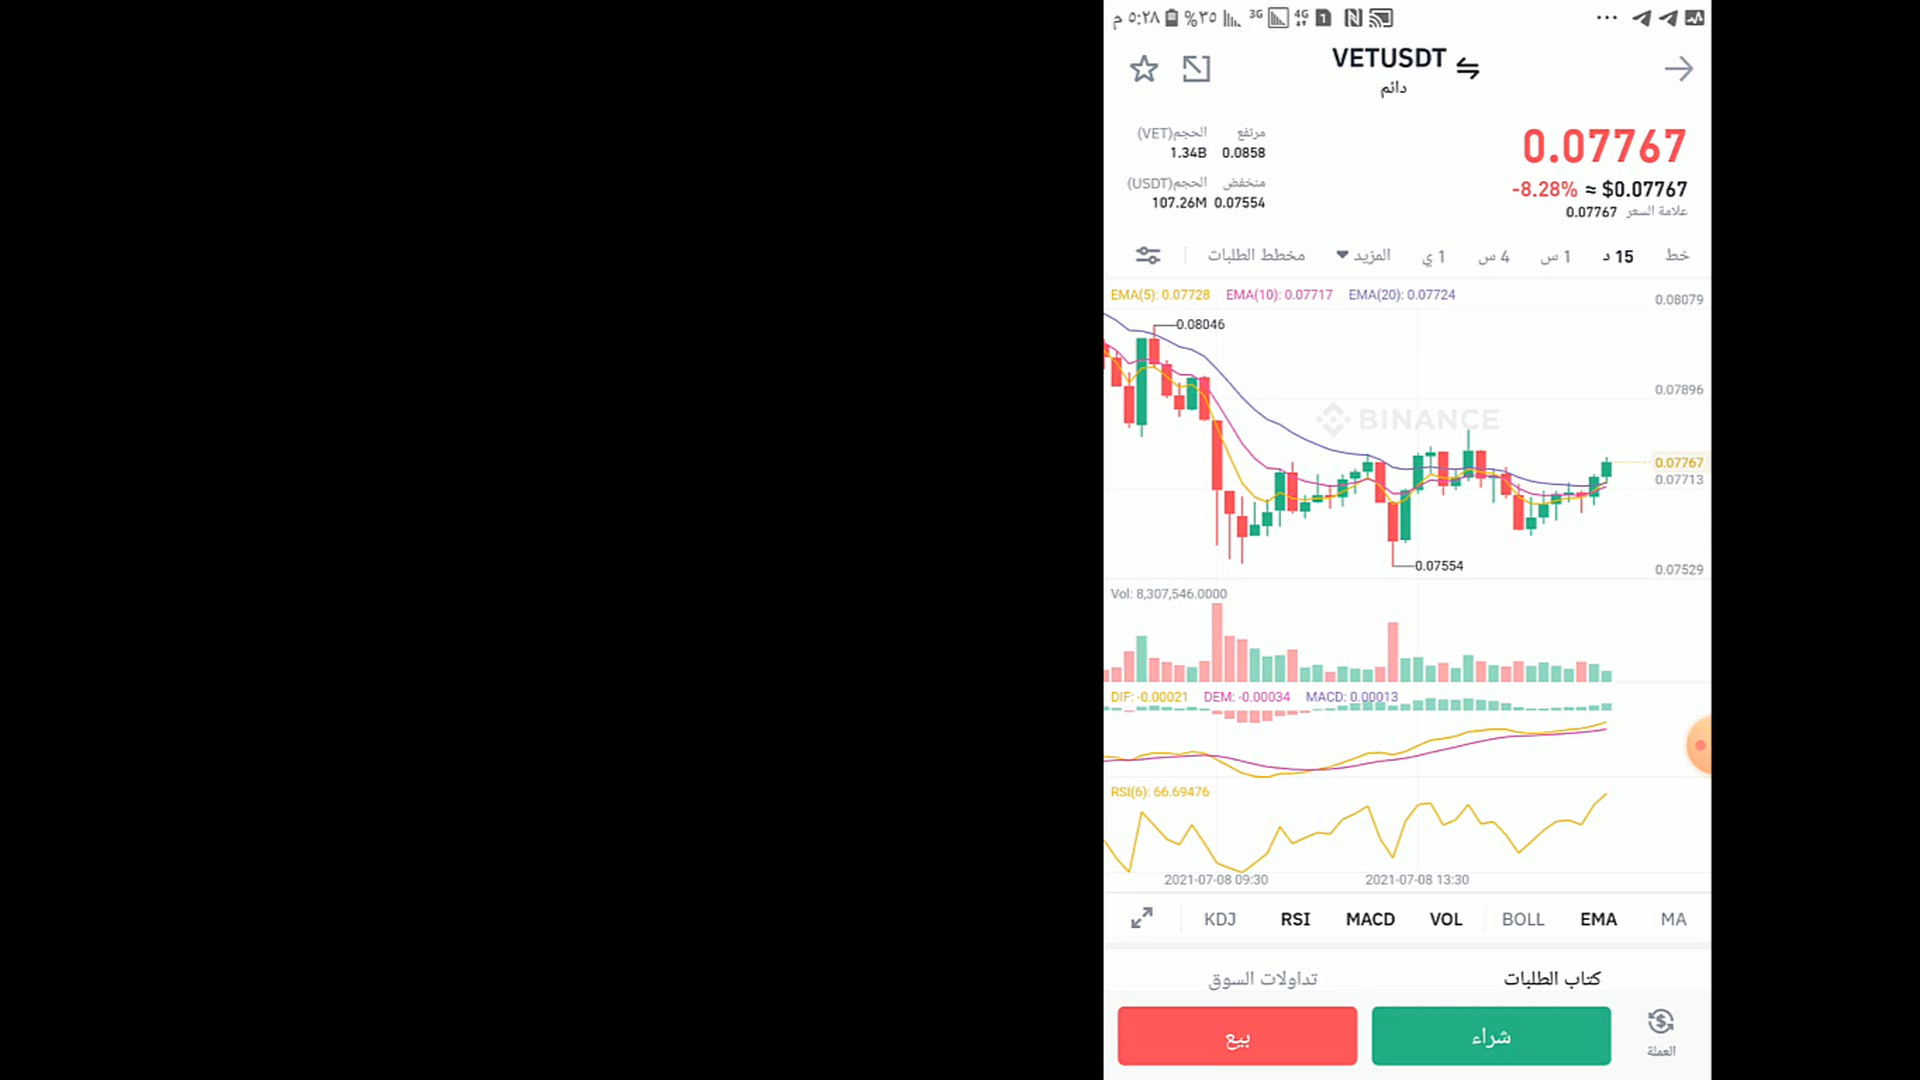 م ٥:٢٨ %٣٥ 3G 4G 1
VETUSDT
دائم
0.07767
-8.28% ≈ $0.07767
علامة السعر 0.07767
مرتفع الحجم(VET)
0.0858 1.34B
منخفض الحجم(USDT)
0.07554 107.26M
خط 15 د 1 س 4 س 1 ي المزيد مخطط الطلبات
EMA(5): 0.07728 EMA(10): 0.07717 EMA(20): 0.07724
0.08079
0.08046
0.07896
BINANCE
0.07767
0.07713
0.07554
0.07529
Vol: 8,307,546.0000
DIF: -0.00021 DEM: -0.00034 MACD: 0.00013
RSI(6): 66.69476
2021-07-08 09:30 2021-07-08 13:30
KDJ RSI MACD VOL BOLL EMA MA
كتاب الطلبات تداولات السوق
شراء بيع
العملة